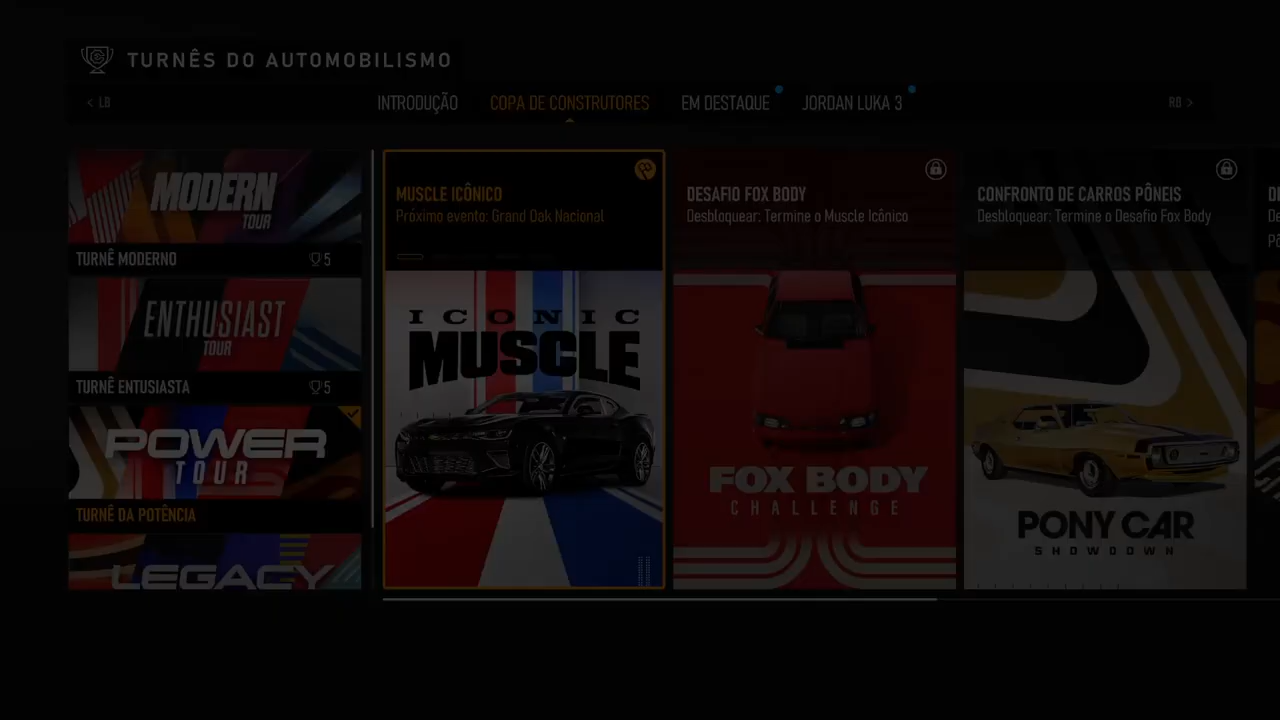 TURNÊS DO AUTOMOBILISMO
LB
INTRODUÇÃO
COPA DE CONSTRUTORES
EM DESTAQUE
JORDAN LUKA 3
RB
MODERN
TOUR
TURNÊ MODERNO
5
ENTHUSIAST
TOUR
TURNÊ ENTUSIASTA
5
POWER
TOUR
TURNÊ DA POTÊNCIA
LEGACY
MUSCLE ICÔNICO
Próximo evento: Grand Oak Nacional
ICONIC
MUSCLE
DESAFIO FOX BODY
Desbloquear: Termine o Muscle Icônico
FOX BODY
CHALLENGE
CONFRONTO DE CARROS PÔNEIS
Desbloquear: Termine o Desafio Fox Body
PONY CAR
SHOWDOWN